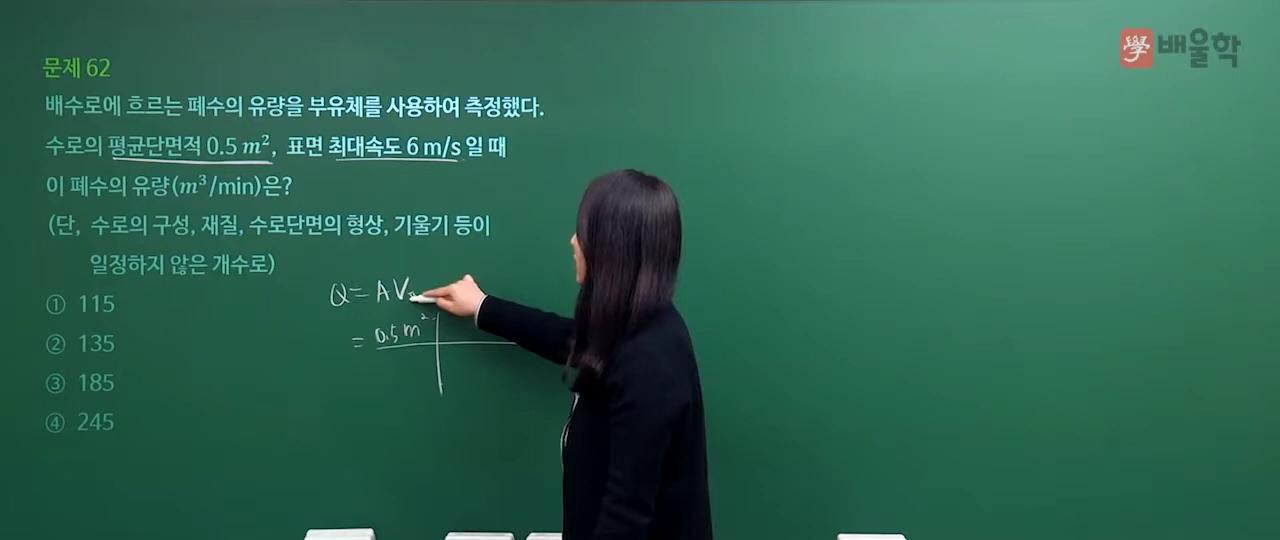 學 배울학
문제 62
배수로에 흐르는 폐수의 유량을 부유체를 사용하여 측정했다.
수로의 평균단면적 0.5 m², 표면 최대속도 6 m/s 일 때
이 폐수의 유량(m³/min)은?
(단, 수로의 구성, 재질, 수로단면의 형상, 기울기 등이
일정하지 않은 개수로)
① 115
② 135
③ 185
④ 245
Q = A V
= 0.5 m²